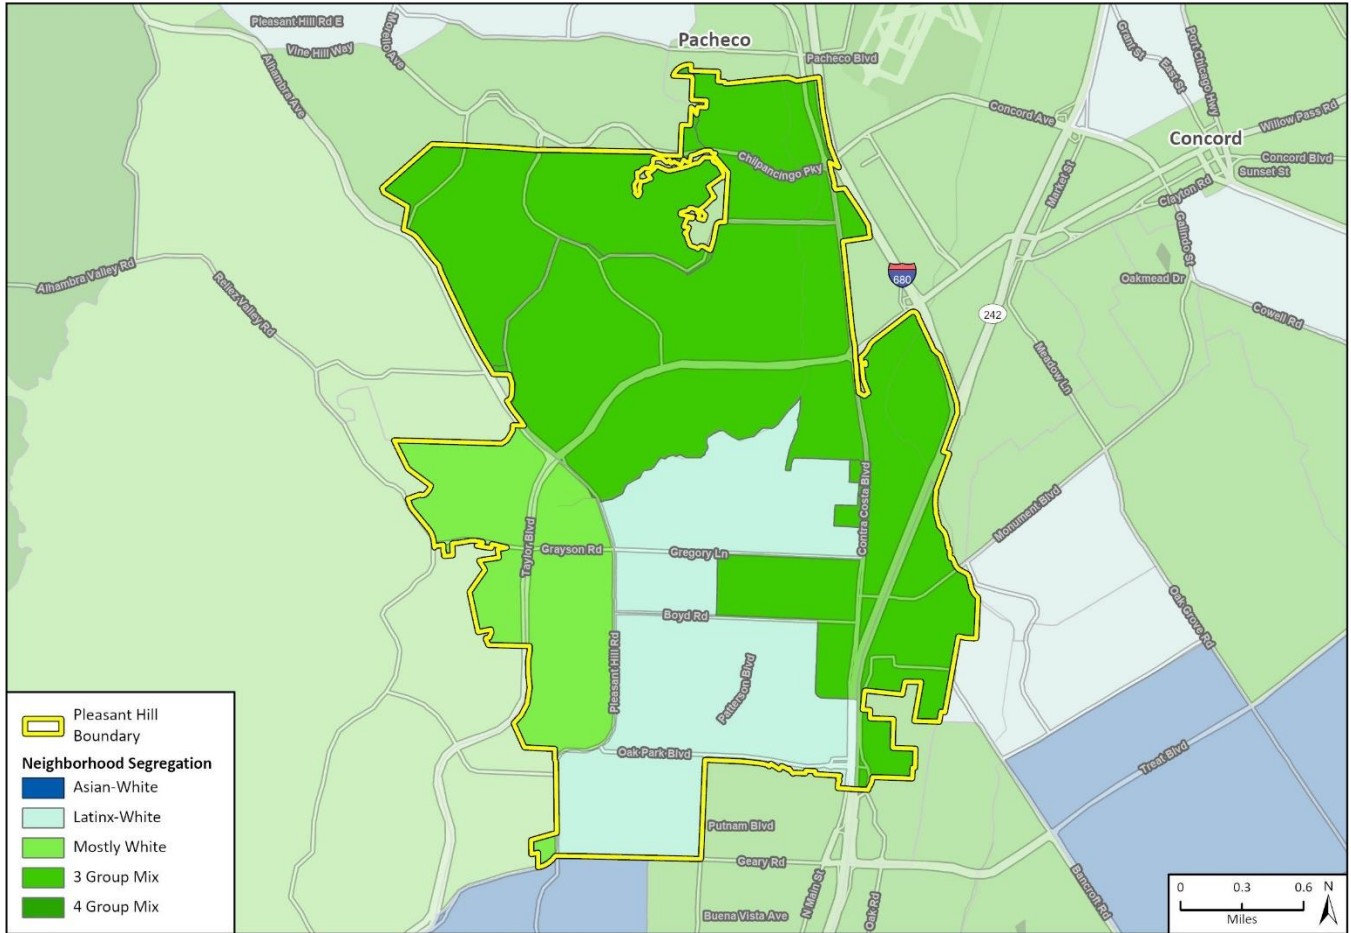 Pleasant Hill Rd E
Morello Ave
Vine Hill Way
Alhambra Ave
Pacheco
Pacheco Blvd
Grant St
East St
Port Chicago Hwy
Willow Pass Rd
Concord Ave
Concord
Concord Blvd
Sunset St
Market St
Clayton Rd
Galindo St
Chilpancingo Pky
Alhambra Valley Rd
Reliez Valley Rd
680
242
Oakmead Dr
Cowell Rd
Meadow Ln
Contra Costa Blvd
Monument Blvd
Taylor Blvd
Grayson Rd
Gregory Ln
Boyd Rd
Oak Grove Rd
Pleasant Hill Rd
Patterson Blvd
Oak Park Blvd
Treat Blvd
Putnam Blvd
Geary Rd
N Main St
Oak Rd
Bancroft Rd
Buena Vista Ave
Pleasant Hill
Boundary
Neighborhood Segregation
Asian-White
Latinx-White
Mostly White
3 Group Mix
4 Group Mix
0 0.3 0.6 N
Miles